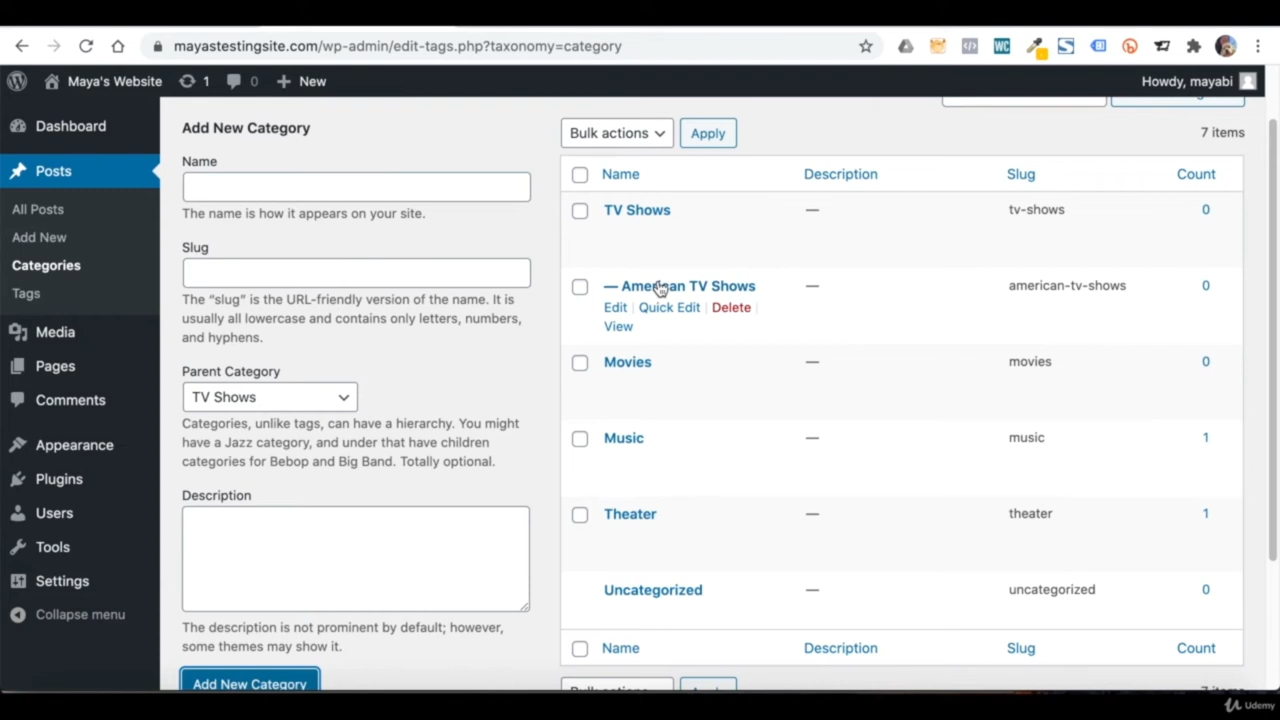 mayastestingsite.com/wp-admin/edit-tags.php?taxonomy=category
WC
Maya's Website 1 0 New Howdy, mayabi
Dashboard
Posts
All Posts
Add New
Categories
Tags
Media
Pages
Comments
Appearance
Plugins
Users
Tools
Settings
Collapse menu
Add New Category
Name
The name is how it appears on your site.
Slug
The “slug” is the URL-friendly version of the name. It is
usually all lowercase and contains only letters, numbers,
and hyphens.
Parent Category
TV Shows
Categories, unlike tags, can have a hierarchy. You might
have a Jazz category, and under that have children
categories for Bebop and Big Band. Totally optional.
Description
The description is not prominent by default; however,
some themes may show it.
Add New Category
Bulk actions Apply 7 items
Name Description Slug Count
TV Shows — tv-shows 0
— American TV Shows — american-tv-shows 0
Edit | Quick Edit | Delete |
View
Movies — movies 0
Music — music 1
Theater — theater 1
Uncategorized — uncategorized 0
Name Description Slug Count
Bulk actions Apply 7 items
Udemy